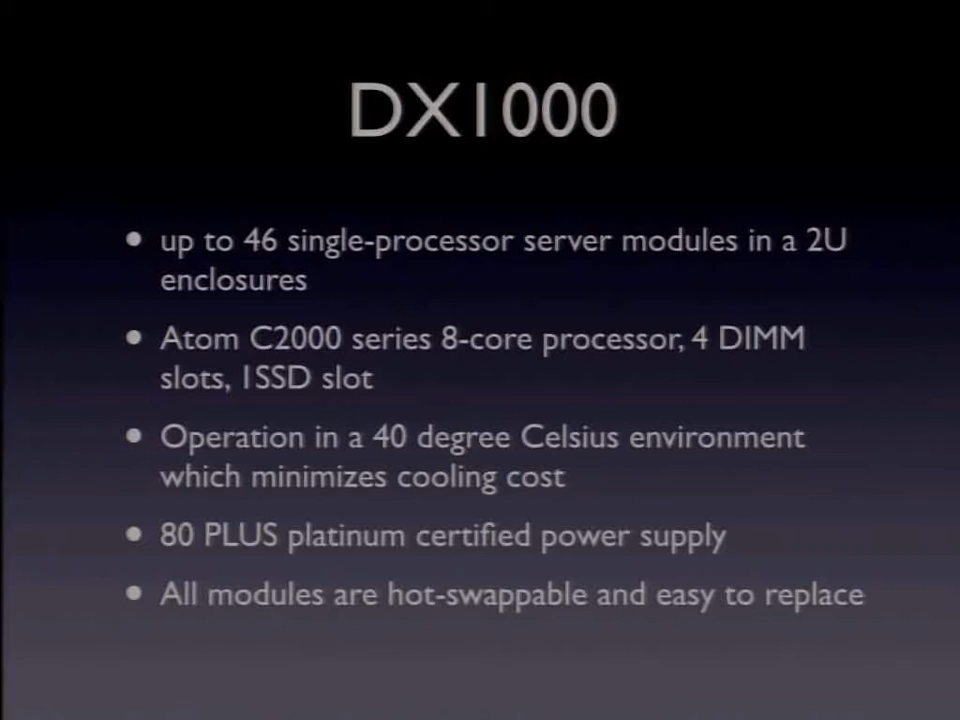 DX1000
• up to 46 single-processor server modules in a 2U
enclosures
• Atom C2000 series 8-core processor, 4 DIMM
slots, 1SSD slot
• Operation in a 40 degree Celsius environment
which minimizes cooling cost
• 80 PLUS platinum certified power supply
• All modules are hot-swappable and easy to replace